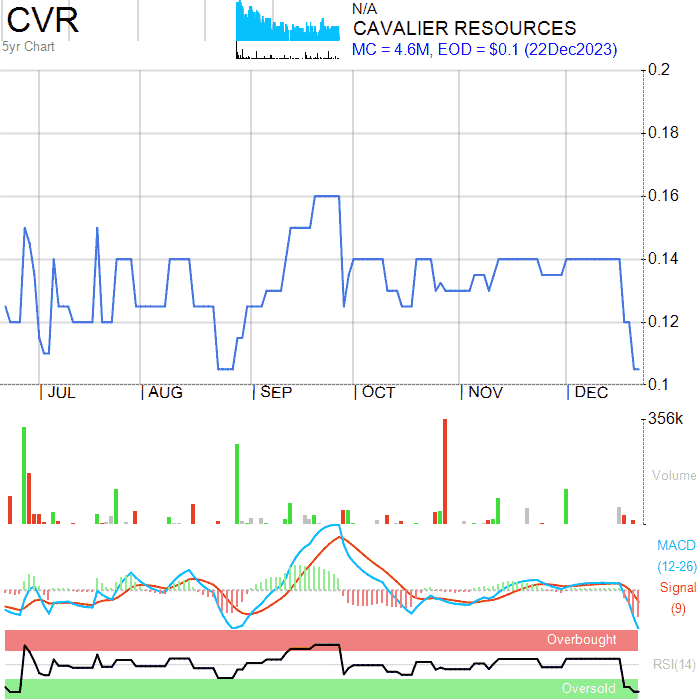 CVR
5yr Chart
N/A
CAVALIER RESOURCES
MC = 4.6M, EOD = $0.1 (22Dec2023)
0.2
0.18
0.16
0.14
0.12
0.1
JUL AUG SEP OCT NOV DEC
356k
Volume
MACD
(12-26)
Signal
(9)
Overbought
RSI(14)
Oversold